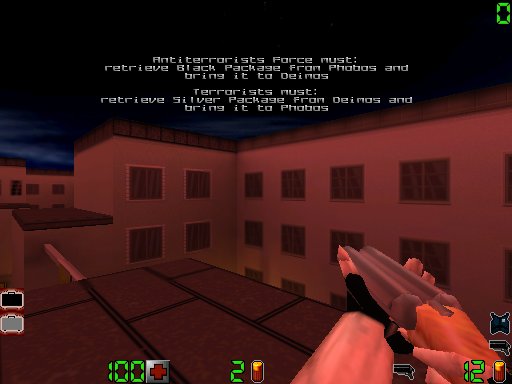 0
Antiterrorists Force must:
retrieve Black Package from Phobos and
bring it to Deimos
Terrorists must:
retrieve Silver Package from Deimos and
bring it to Phobos
100 2 12